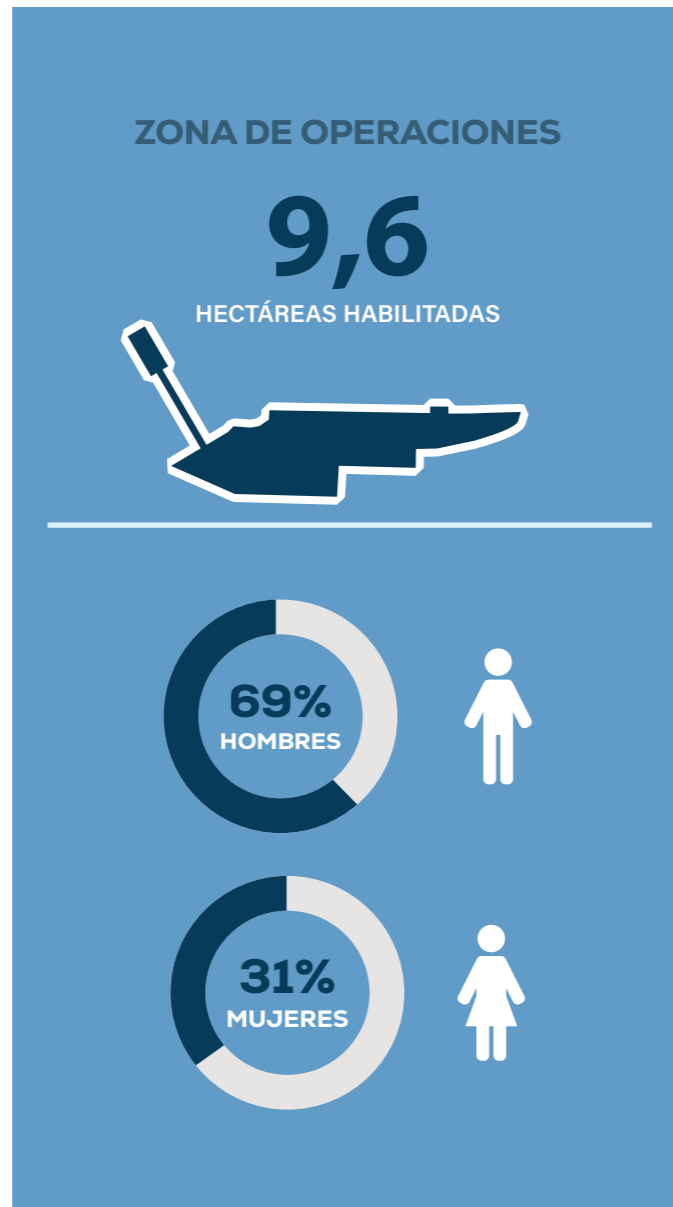 ZONA DE OPERACIONES
9,6
HECTÁREAS HABILITADAS
69%
HOMBRES
31%
MUJERES